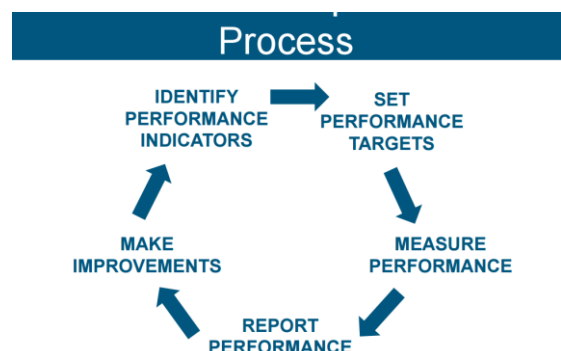 Process
IDENTIFY
PERFORMANCE
INDICATORS
SET
PERFORMANCE
TARGETS
MEASURE
PERFORMANCE
REPORT
PERFORMANCE
MAKE
IMPROVEMENTS